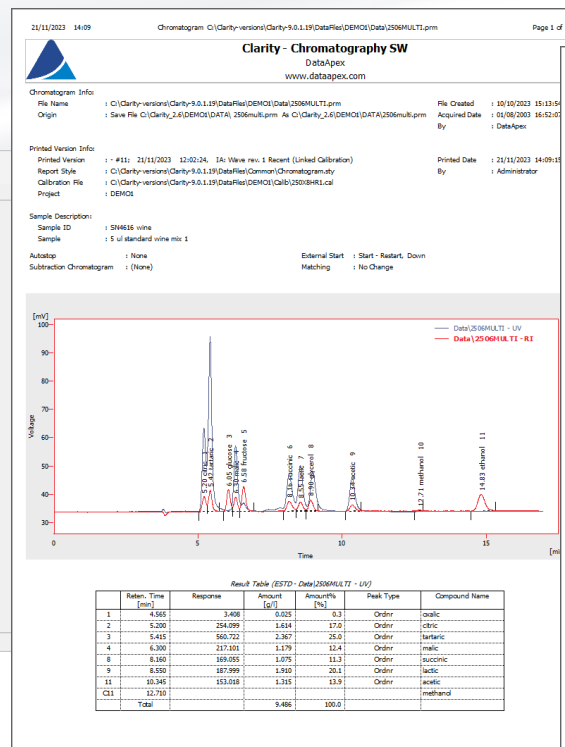 21/11/2023 14:09 Chromatogram C:\Clarity-versions\Clarity-9.0.1.19\DataFiles\DEMO1\Data\2506MULTI.prm Page 1 of
Clarity - Chromatography SW
DataApex
www.dataapex.com
Chromatogram Info:
File Name : C:\Clarity-versions\Clarity-9.0.1.19\DataFiles\DEMO1\Data\2506MULTI.prm File Created : 10/10/2023 15:13:54
Origin : Save File C:\Clarity_2.6\DEMO1\DATA\ 2506multi.prm As C:\Clarity_2.6\DEMO1\DATA\2506multi.prm Acquired Date : 01/08/2003 16:52:07
By : DataApex
Printed Version Info:
Printed Version : - #11; 21/11/2023 12:02:24, IA: Wave rev. 1 Recent (Linked Calibration) Printed Date : 21/11/2023 14:09:15
Report Style : C:\Clarity-versions\Clarity-9.0.1.19\DataFiles\Common\Chromatogram.sty By : Administrator
Calibration File : C:\Clarity-versions\Clarity-9.0.1.19\DataFiles\DEMO1\Calib\250X8HR1.cal
Project : DEMO1
Sample Description:
Sample ID : SN4616 wine
Sample : 5 ul standard wine mix 1
Autostop : None External Start : Start - Restart, Down
Subtraction Chromatogram : (None) Matching : No Change
[mV]
100
90
80
70
60
50
40
30
Voltage
Data\2506MULTI - UV
Data\2506MULTI - RI
5.20 citric 1
5.42 tartaric 2
6.05 glucose 3
6.30 malic 4
6.58 fructose 5
8.16 succinic 6
8.55 lactic 7
8.90 glycerol 8
10.34 acetic 9
12.71 methanol 10
14.83 ethanol 11
0 5 10 15
Time
Result Table (ESTD - Data\2506MULTI - UV)
Reten. Time [min] Response Amount [g/l] Amount% [%] Peak Type Compound Name
1 4.565 3.408 0.025 0.3 Ordnr oxalic
2 5.200 254.099 1.614 17.0 Ordnr citric
3 5.415 560.722 2.367 25.0 Ordnr tartaric
4 6.300 217.101 1.179 12.4 Ordnr malic
8 8.160 169.055 1.075 11.3 Ordnr succinic
9 8.550 187.999 1.910 20.1 Ordnr lactic
11 10.345 153.018 1.315 13.9 Ordnr acetic
C11 12.710 methanol
Total 9.486 100.0